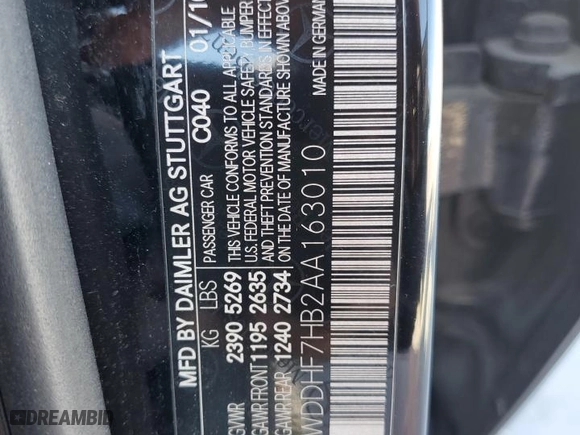 MFD BY DAIMLER AG STUTTGART
PASSENGER CAR C040 01/10
KG LBS THIS VEHICLE CONFORMS TO ALL APPLICABLE
GVWR 2390 5269 U.S. FEDERAL MOTOR VEHICLE SAFETY BUMPER
GAWR FRONT 1195 2635 AND THEFT PREVENTION STANDARDS IN EFFECT
GAWR REAR 1240 2734 ON THE DATE OF MANUFACTURE SHOWN ABOVE
MADE IN GERMANY
WDDHF7HB2AA163010
DREAMBID